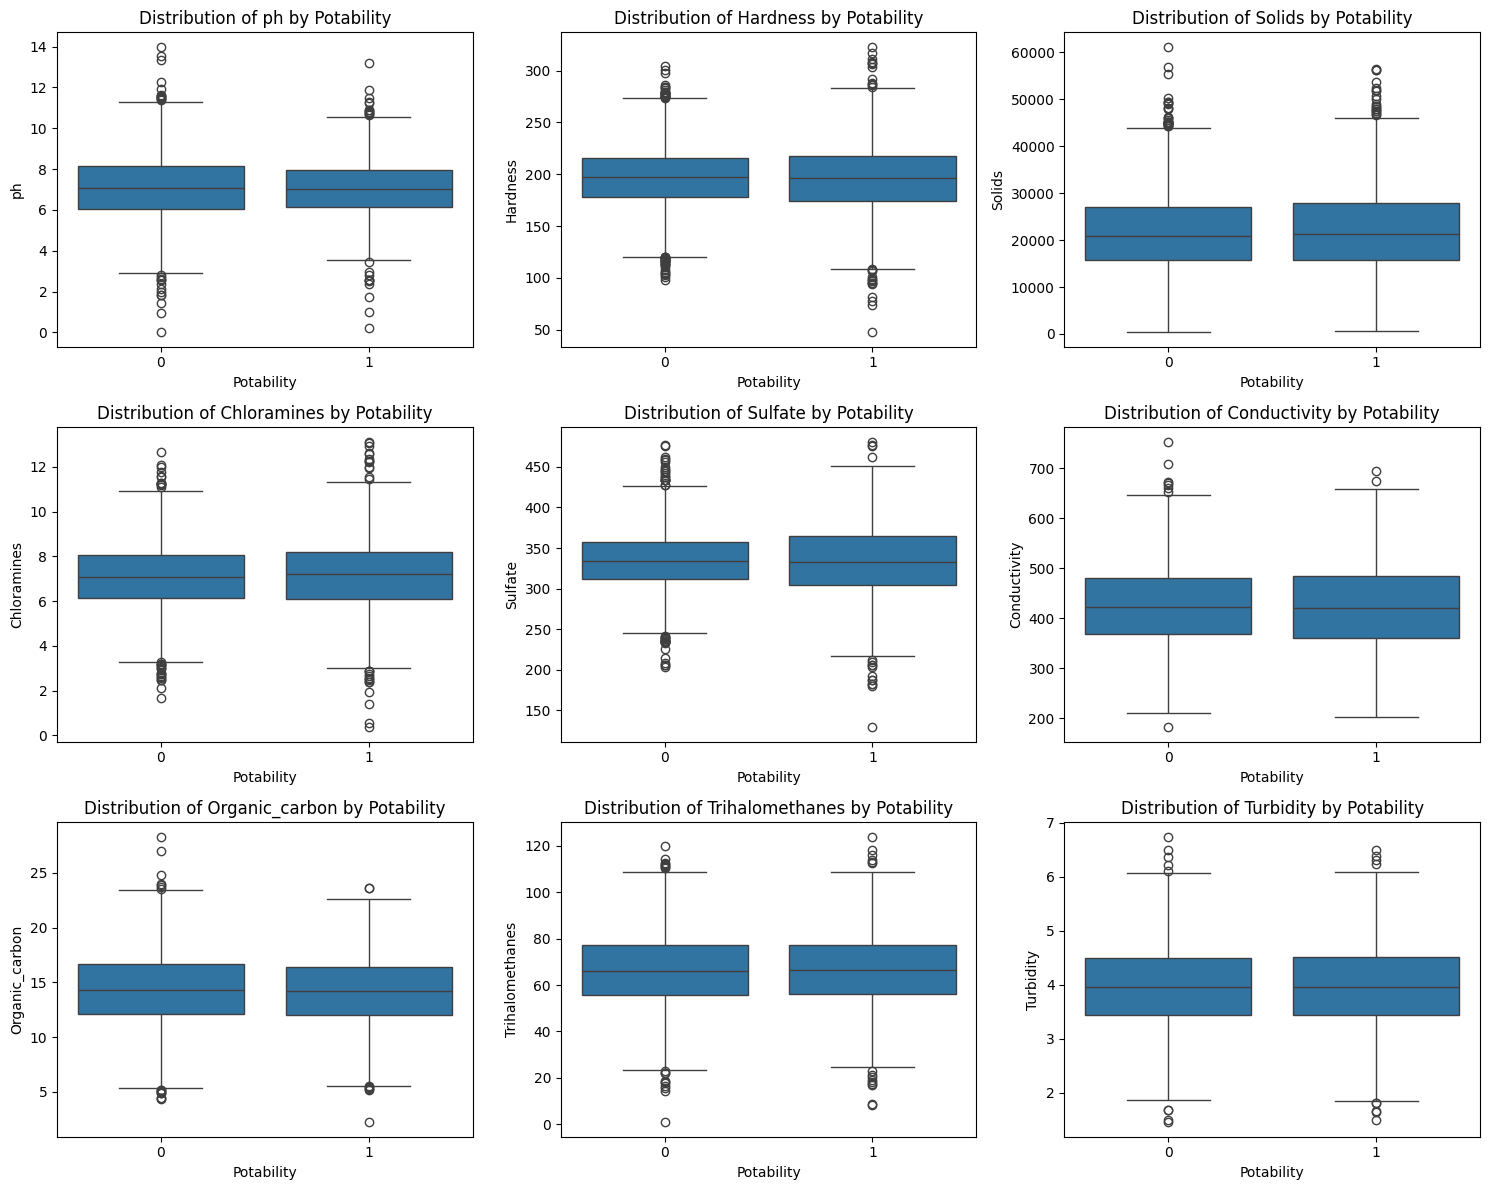 Distribution of ph by Potability
14
12
10
8
6
4
2
0
ph
0
1
Potability
Distribution of Hardness by Potability
300
250
200
150
100
50
Hardness
0
1
Potability
Distribution of Solids by Potability
60000
50000
40000
30000
20000
10000
0
Solids
0
1
Potability
Distribution of Chloramines by Potability
12
10
8
6
4
2
0
Chloramines
0
1
Potability
Distribution of Sulfate by Potability
450
400
350
300
250
200
150
Sulfate
0
1
Potability
Distribution of Conductivity by Potability
700
600
500
400
300
200
Conductivity
0
1
Potability
Distribution of Organic_carbon by Potability
25
20
15
10
5
Organic_carbon
0
1
Potability
Distribution of Trihalomethanes by Potability
120
100
80
60
40
20
0
Trihalomethanes
0
1
Potability
Distribution of Turbidity by Potability
7
6
5
4
3
2
Turbidity
0
1
Potability